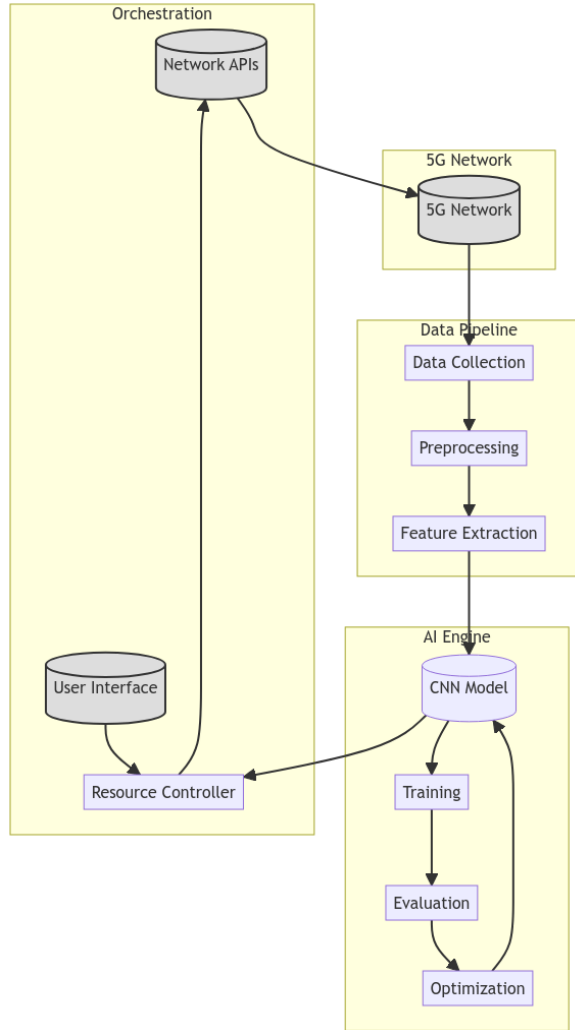 Orchestration
Network APIs
5G Network
5G Network
Data Pipeline
Data Collection
Preprocessing
Feature Extraction
AI Engine
User Interface
CNN Model
Resource Controller
Training
Evaluation
Optimization